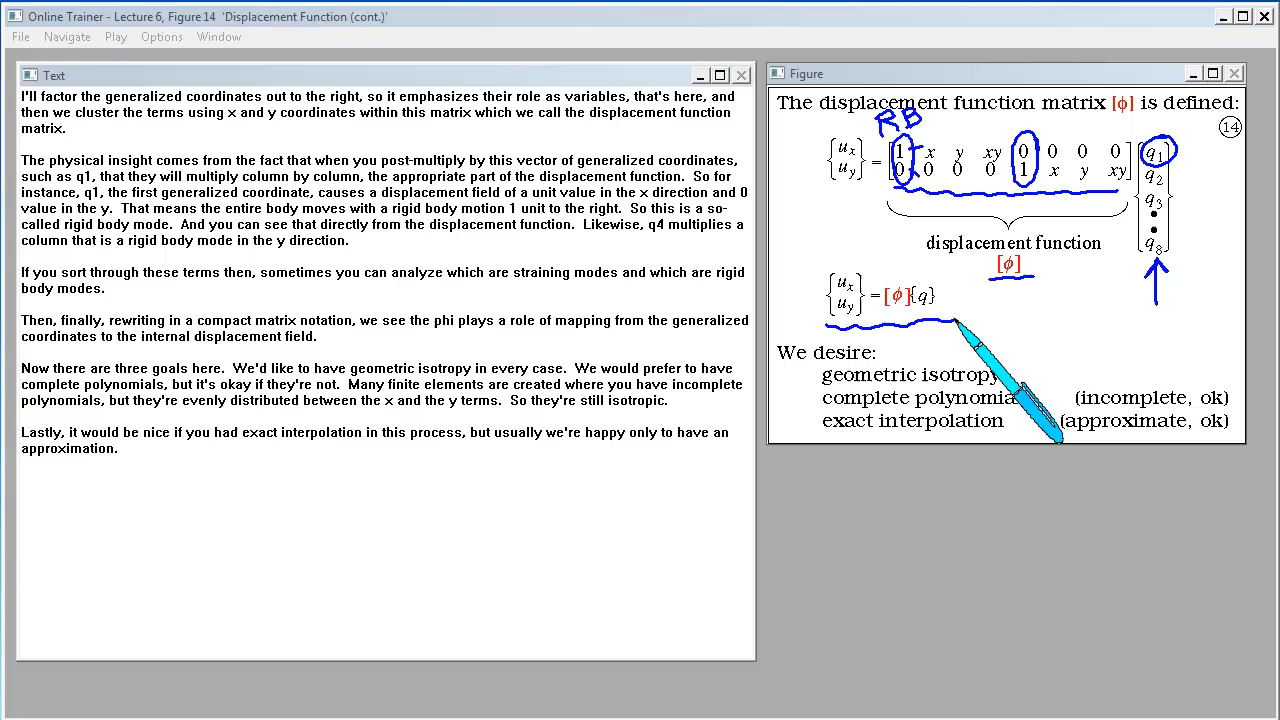 Online Trainer - Lecture 6, Figure 14 'Displacement Function (cont.)'
File Navigate Play Options Window
Text
I'll factor the generalized coordinates out to the right, so it emphasizes their role as variables, that's here, and
then we cluster the terms using x and y coordinates within this matrix which we call the displacement function
matrix.
The physical insight comes from the fact that when you post-multiply by this vector of generalized coordinates,
such as q1, that they will multiply column by column, the appropriate part of the displacement function. So for
instance, q1, the first generalized coordinate, causes a displacement field of a unit value in the x direction and 0
value in the y. That means the entire body moves with a rigid body motion 1 unit to the right. So this is a so-
called rigid body mode. And you can see that directly from the displacement function. Likewise, q4 multiplies a
column that is a rigid body mode in the y direction.
If you sort through these terms then, sometimes you can analyze which are straining modes and which are rigid
body modes.
Then, finally, rewriting in a compact matrix notation, we see the phi plays a role of mapping from the generalized
coordinates to the internal displacement field.
Now there are three goals here. We'd like to have geometric isotropy in every case. We would prefer to have
complete polynomials, but it's okay if they're not. Many finite elements are created where you have incomplete
polynomials, but they're evenly distributed between the x and the y terms. So they're still isotropic.
Lastly, it would be nice if you had exact interpolation in this process, but usually we're happy only to have an
approximation.
Figure
The displacement function matrix [ϕ] is defined:
14
RB
{ux uy} = [1 x y xy 0 0 0 0
0 0 0 0 1 x y xy]
q1
q2
q3
•
•
q8
displacement function
[ϕ]
{ux uy} = [ϕ]{q}
We desire:
geometric isotropy
complete polynomia (incomplete, ok)
exact interpolation (approximate, ok)